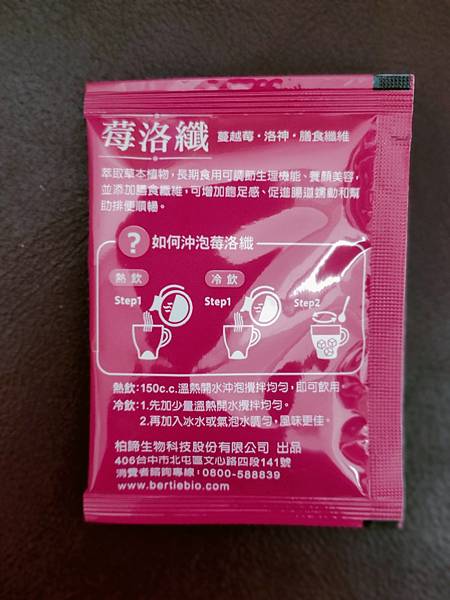 莓洛纖 蔓越莓・洛神・膳食纖維
萃取草本植物，長期食用可調節生理機能、養顏美容，
並添加膳食纖維，可增加飽足感、促進腸道蠕動和幫
助排便順暢。
? 如何沖泡莓洛纖
熱飲 冷飲
Step1 Step1 Step2
熱飲：150c.c.溫熱開水沖泡攪拌均勻，即可飲用。
冷飲：1.先加少量溫熱開水攪拌均勻。
2.再加入冰水或氣泡水調勻，風味更佳。
柏諦生物科技股份有限公司 出品
406台中市北屯區文心路四段141號
消費者諮詢專線：0800-588839
www.bertiebio.com